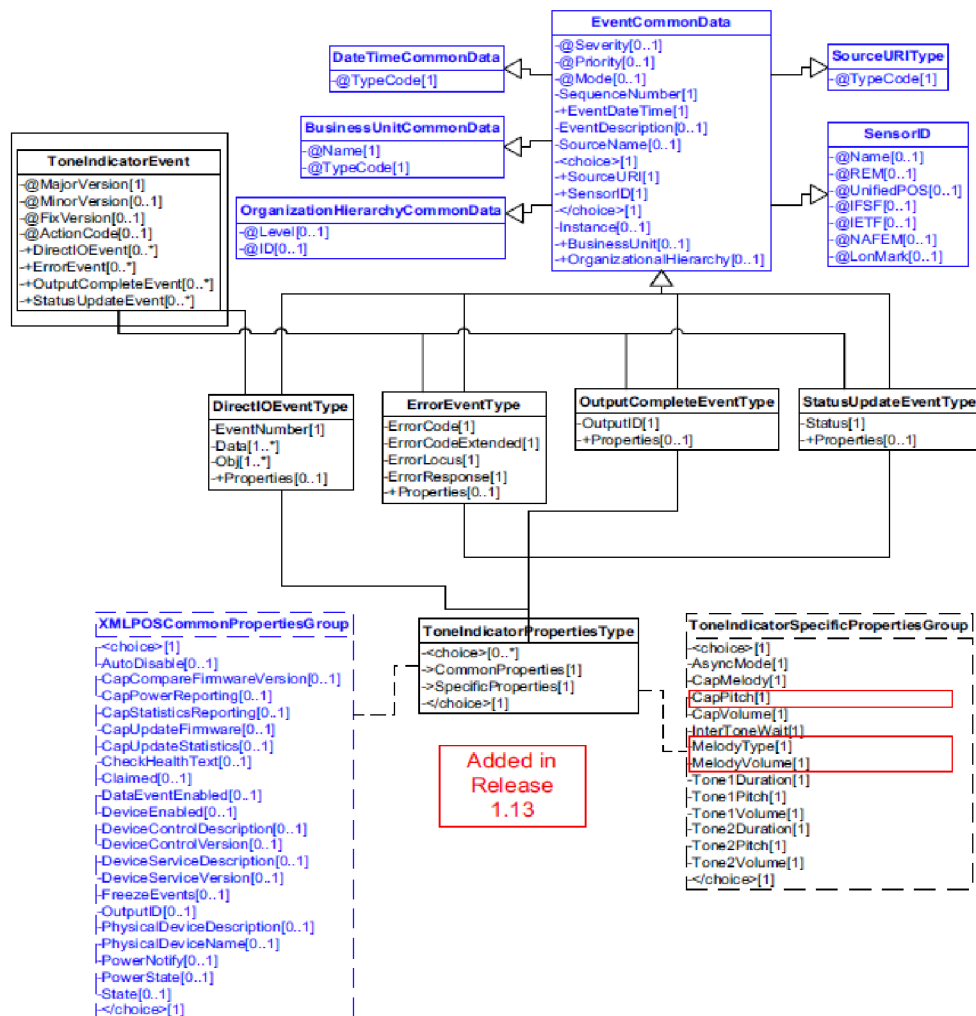 EventCommonData
-@Severity[0..1]
-@Priority[0..1]
-@Mode[0..1]
-SequenceNumber[1]
-+EventDateTime[1]
-EventDescription[0..1]
-SourceName[0..1]
-<choice>[1]
-+SourceURI[1]
-+SensorID[1]
-</choice>[1]
-Instance[0..1]
-+BusinessUnit[0..1]
-+OrganizationalHierarchy[0..1]
DateTimeCommonData
-@TypeCode[1]
SourceURIType
-@TypeCode[1]
BusinessUnitCommonData
-@Name[1]
-@TypeCode[1]
SensorID
-@Name[0..1]
-@REM[0..1]
-@UnifiedPOS[0..1]
-@IFSF[0..1]
-@IETF[0..1]
-@NAFEM[0..1]
-@LonMark[0..1]
ToneIndicatorEvent
-@MajorVersion[1]
-@MinorVersion[0..1]
-@FixVersion[0..1]
-@ActionCode[0..1]
-+DirectIOEvent[0..*]
-+ErrorEvent[0..*]
-+OutputCompleteEvent[0..*]
-+StatusUpdateEvent[0..*]
OrganizationHierarchyCommonData
-@Level[0..1]
-@ID[0..1]
DirectIOEventType
-EventNumber[1]
-Data[1..*]
-Obj[1..*]
-+Properties[0..1]
ErrorEventType
-ErrorCode[1]
-ErrorCodeExtended[1]
-ErrorLocus[1]
-ErrorResponse[1]
-+Properties[0..1]
OutputCompleteEventType
-OutputID[1]
-+Properties[0..1]
StatusUpdateEventType
-Status[1]
-+Properties[0..1]
XMLPOSCommonPropertiesGroup
-<choice>[1]
-AutoDisable[0..1]
-CapCompareFirmwareVersion[0..1]
-CapPowerReporting[0..1]
-CapStatisticsReporting[0..1]
-CapUpdateFirmware[0..1]
-CapUpdateStatistics[0..1]
-CheckHealthText[0..1]
-Claimed[0..1]
-DataEventEnabled[0..1]
-DeviceEnabled[0..1]
-DeviceControlDescription[0..1]
-DeviceControlVersion[0..1]
-DeviceServiceDescription[0..1]
-DeviceServiceVersion[0..1]
-FreezeEvents[0..1]
-OutputID[0..1]
-PhysicalDeviceDescription[0..1]
-PhysicalDeviceName[0..1]
-PowerNotify[0..1]
-PowerState[0..1]
-State[0..1]
-</choice>[1]
ToneIndicatorPropertiesType
-<choice>[0..*]
->CommonProperties[1]
->SpecificProperties[1]
-</choice>[1]
Added in
Release
1.13
ToneIndicatorSpecificPropertiesGroup
-<choice>[1]
-AsyncMode[1]
-CapMelody[1]
-CapPitch[1]
-CapVolume[1]
-InterToneWait[1]
-MelodyType[1]
-MelodyVolume[1]
-Tone1Duration[1]
-Tone1Pitch[1]
-Tone1Volume[1]
-Tone2Duration[1]
-Tone2Pitch[1]
-Tone2Volume[1]
-</choice>[1]